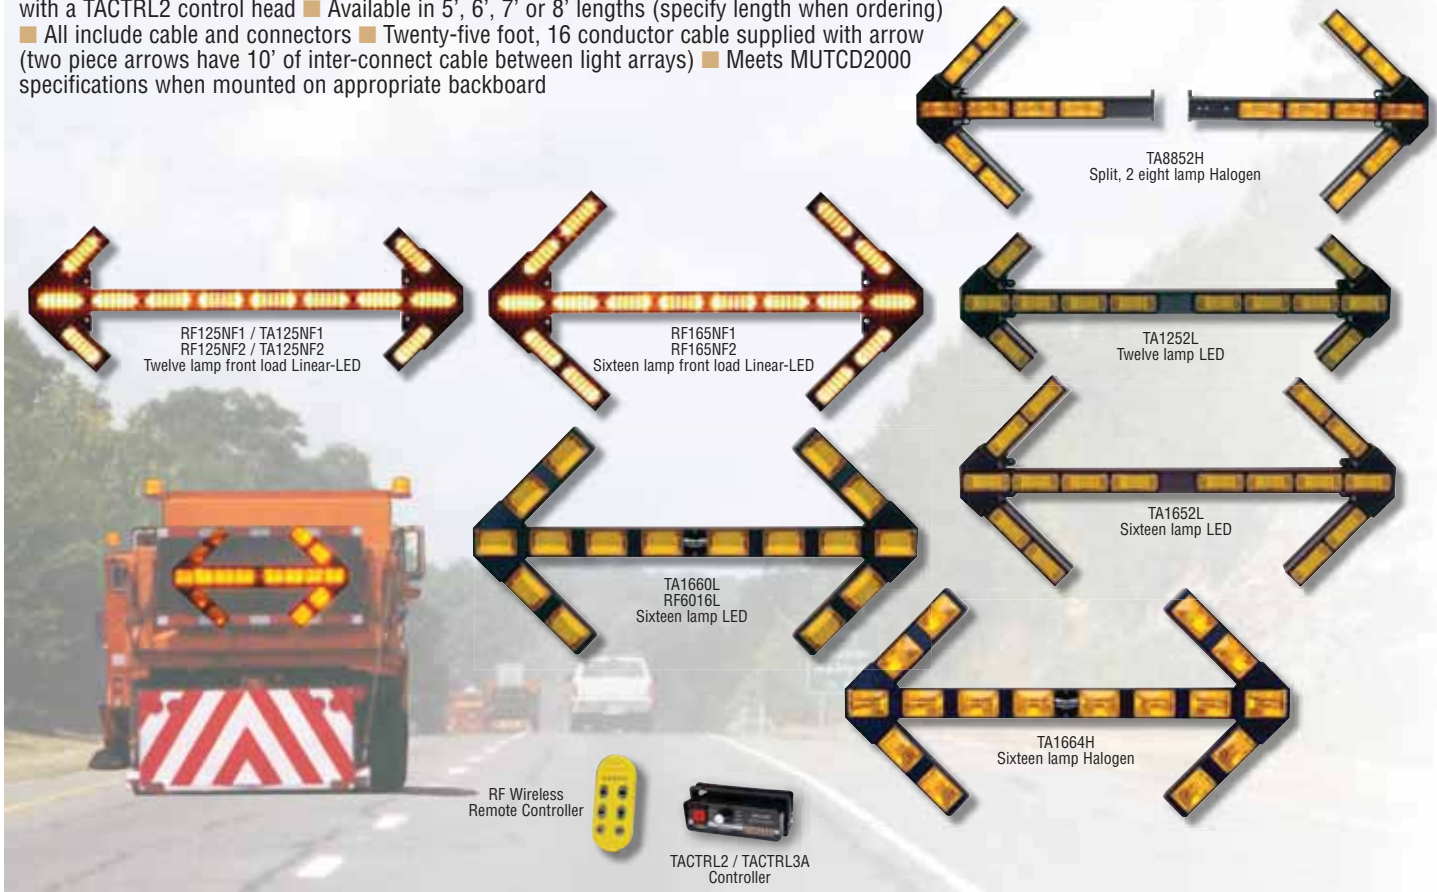 with a TACTRL2 control head ■ Available in 5’, 6’, 7’ or 8’ lengths (specify length when ordering)
■ All include cable and connectors ■ Twenty-five foot, 16 conductor cable supplied with arrow
(two piece arrows have 10’ of inter-connect cable between light arrays) ■ Meets MUTCD2000
specifications when mounted on appropriate backboard
TA8852H
Split, 2 eight lamp Halogen
RF125NF1 / TA125NF1
RF125NF2 / TA125NF2
Twelve lamp front load Linear-LED
RF165NF1
RF165NF2
Sixteen lamp front load Linear-LED
TA1252L
Twelve lamp LED
TA1652L
Sixteen lamp LED
TA1660L
RF6016L
Sixteen lamp LED
TA1664H
Sixteen lamp Halogen
RF Wireless
Remote Controller
TACTRL2 / TACTRL3A
Controller